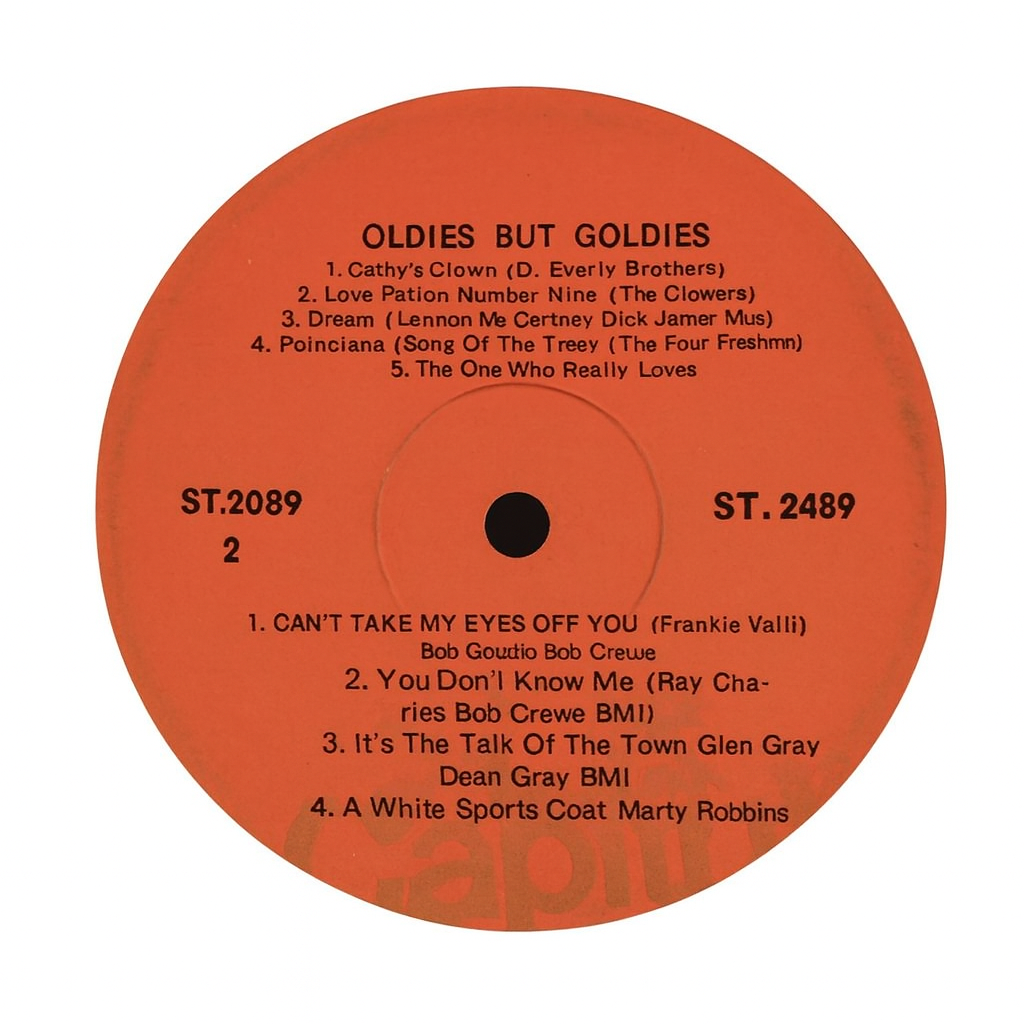 OLDIES BUT GOLDIES
1. Cathy's Clown (D. Everly Brothers)
2. Love Pation Number Nine (The Clowers)
3. Dream (Lennon Me Certney Dick Jamer Mus)
4. Poinciana (Song Of The Treey (The Four Freshmn)
5. The One Who Really Loves
ST.2089
ST. 2489
2
1. CAN'T TAKE MY EYES OFF YOU (Frankie Valli)
Bob Goudio Bob Crewe
2. You Don'l Know Me (Ray Cha-
ries Bob Crewe BMI)
3. It's The Talk Of The Town Glen Gray
Dean Gray BMI
4. A White Sports Coat Marty Robbins